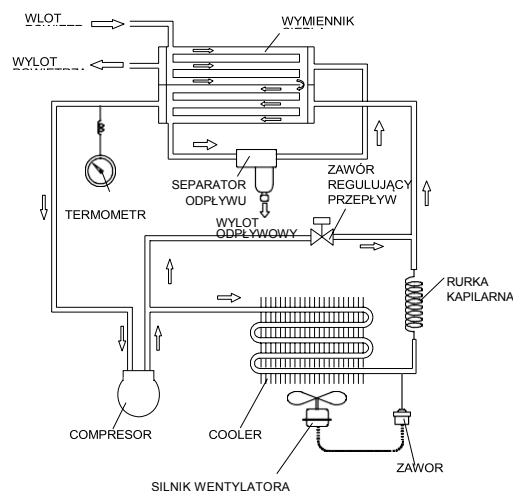 WLOT
WYMIENNIK
WYLOT
SEPARATOR
ODPŁYWU
ZAWÓR
REGULUJĄCY
PRZEPŁYW
TERMOMETR
WYLOT
ODPŁYWOWY
RURKA
KAPILARNA
COMPRESOR
COOLER
ZAWOR
SILNIK WENTYLATORA